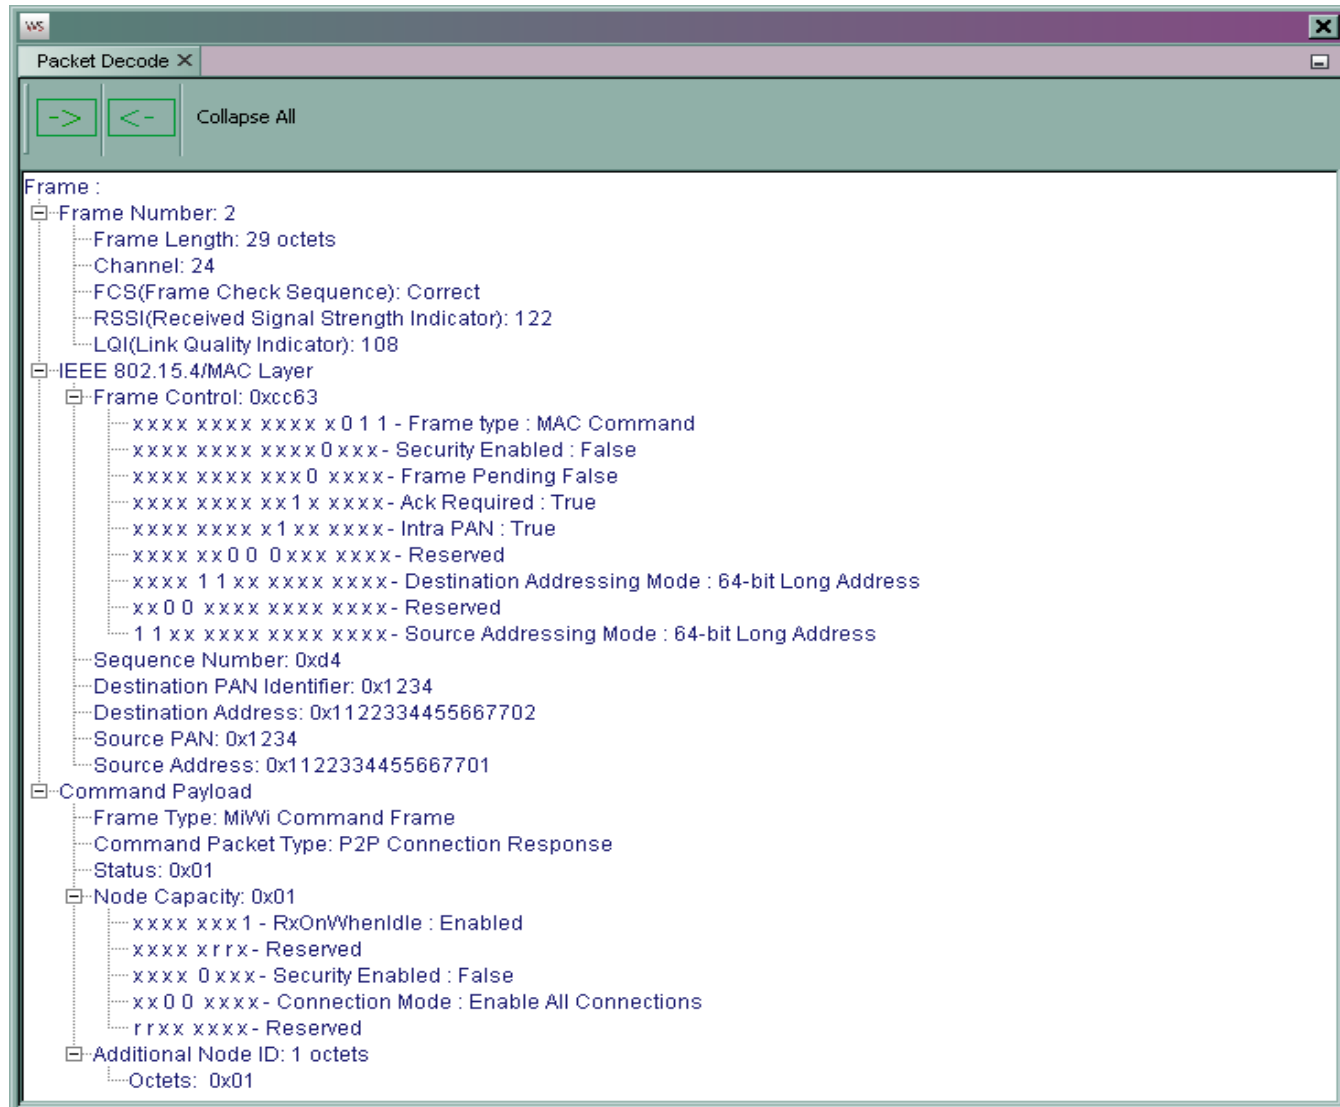 WS
Packet Decode
-> <- Collapse All
Frame :
Frame Number: 2
Frame Length: 29 octets
Channel: 24
FCS(Frame Check Sequence): Correct
RSSI(Received Signal Strength Indicator): 122
LQI(Link Quality Indicator): 108
IEEE 802.15.4/MAC Layer
Frame Control: 0xcc63
xxxx xxxx xxxx x011 - Frame type : MAC Command
xxxx xxxx xxxx 0xxx - Security Enabled : False
xxxx xxxx xxx0 xxxx - Frame Pending False
xxxx xxxx xx1x xxxx - Ack Required : True
xxxx xxxx x1xx xxxx - Intra PAN : True
xxxx xx00 0xxx xxxx - Reserved
xxxx 11xx xxxx xxxx - Destination Addressing Mode : 64-bit Long Address
xx00 xxxx xxxx xxxx - Reserved
11xx xxxx xxxx xxxx - Source Addressing Mode : 64-bit Long Address
Sequence Number: 0xd4
Destination PAN Identifier: 0x1234
Destination Address: 0x1122334455667702
Source PAN: 0x1234
Source Address: 0x1122334455667701
Command Payload
Frame Type: MiWi Command Frame
Command Packet Type: P2P Connection Response
Status: 0x01
Node Capacity: 0x01
xxxx xxx1 - RxOnWhenIdle : Enabled
xxxx xrrx - Reserved
xxxx 0xxx - Security Enabled : False
xx00 xxxx - Connection Mode : Enable All Connections
rrxx xxxx - Reserved
Additional Node ID: 1 octets
Octets: 0x01